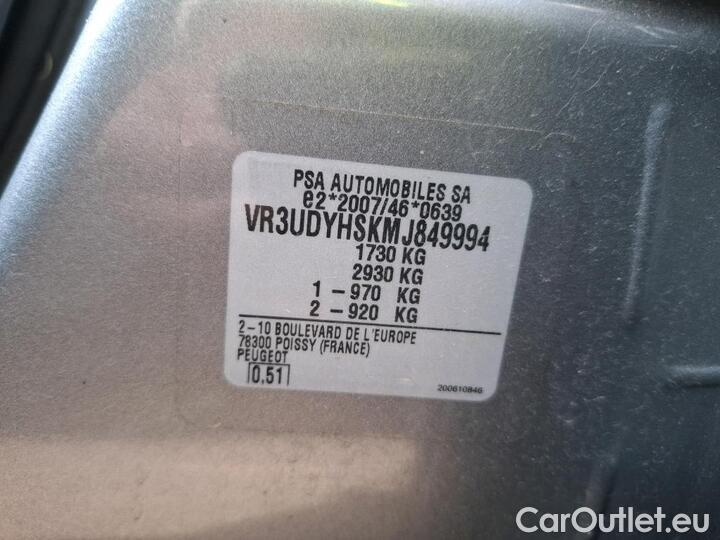 PSA AUTOMOBILES SA
e2*2007/46*0639
VR3UDYHSKMJ849994
1730 KG
2930 KG
1 - 970 KG
2 - 920 KG
2-10 BOULEVARD DE L'EUROPE
78300 POISSY (FRANCE)
PEUGEOT
0,51
200610846
CarOutlet.eu